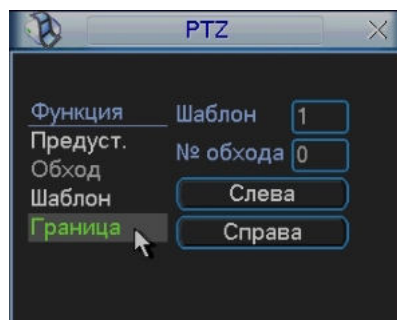 PTZ
Функция
Предуст.
Обход
Шаблон
Граница
Шаблон 1
№ обхода 0
Слева
Справа